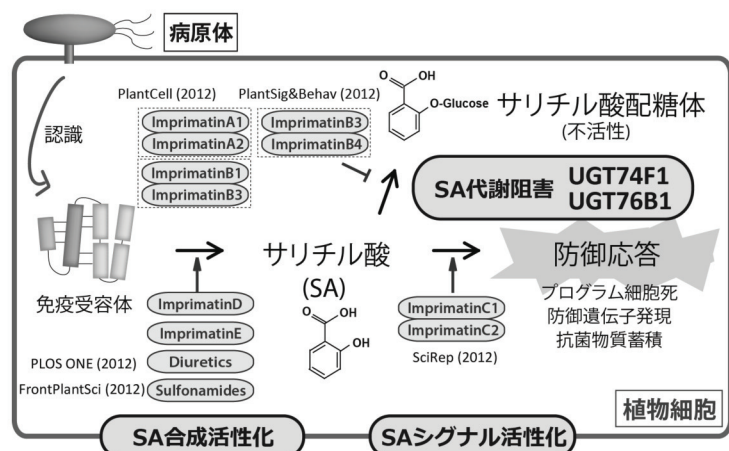 病原体
PlantCell (2012)
PlantSig&Behav (2012)
ImprimatinA1
ImprimatinA2
ImprimatinB1
ImprimatinB3
ImprimatinB3
ImprimatinB4
OH
O
O-Glucose
サリチル酸配糖体
(不活性)
認識
SA代謝阻害
UGT74F1
UGT76B1
免疫受容体
サリチル酸
(SA)
防御応答
プログラム細胞死
防御遺伝子発現
抗菌物質蓄積
ImprimatinD
ImprimatinE
PLOS ONE (2012)
Diuretics
FrontPlantSci (2012)
Sulfonamides
O
OH
OH
ImprimatinC1
ImprimatinC2
SciRep (2012)
植物細胞
SA合成活性化
SAシグナル活性化